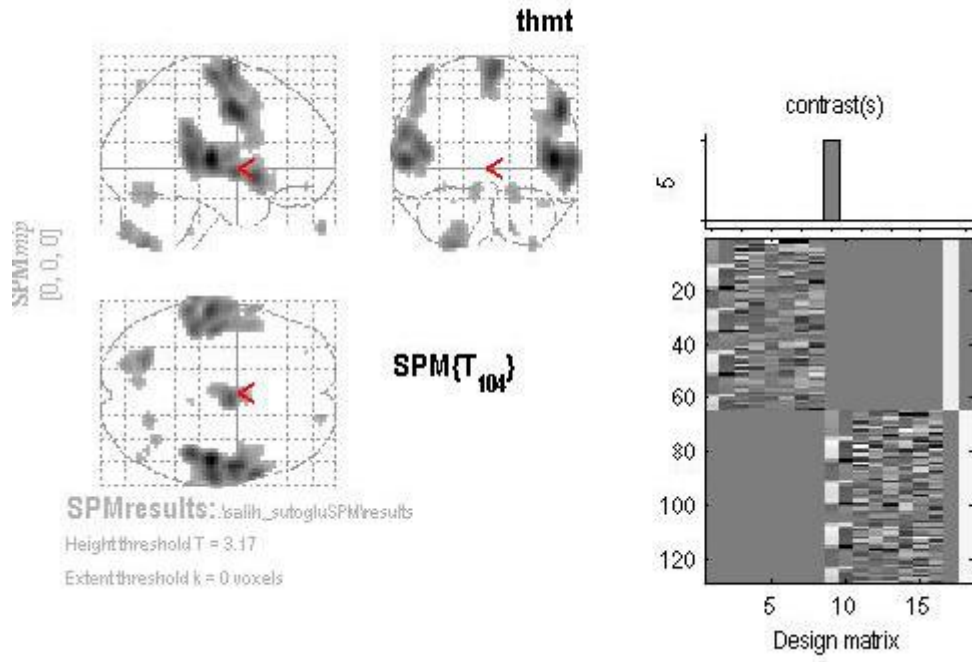 thmt
SPMmip
[0, 0, 0]
SPM{T104}
SPMresults: .\salih_sutogluSPM\results
Height threshold T = 3.17
Extent threshold k = 0 voxels
contrast(s)
5
20
40
60
80
100
120
5 10 15
Design matrix